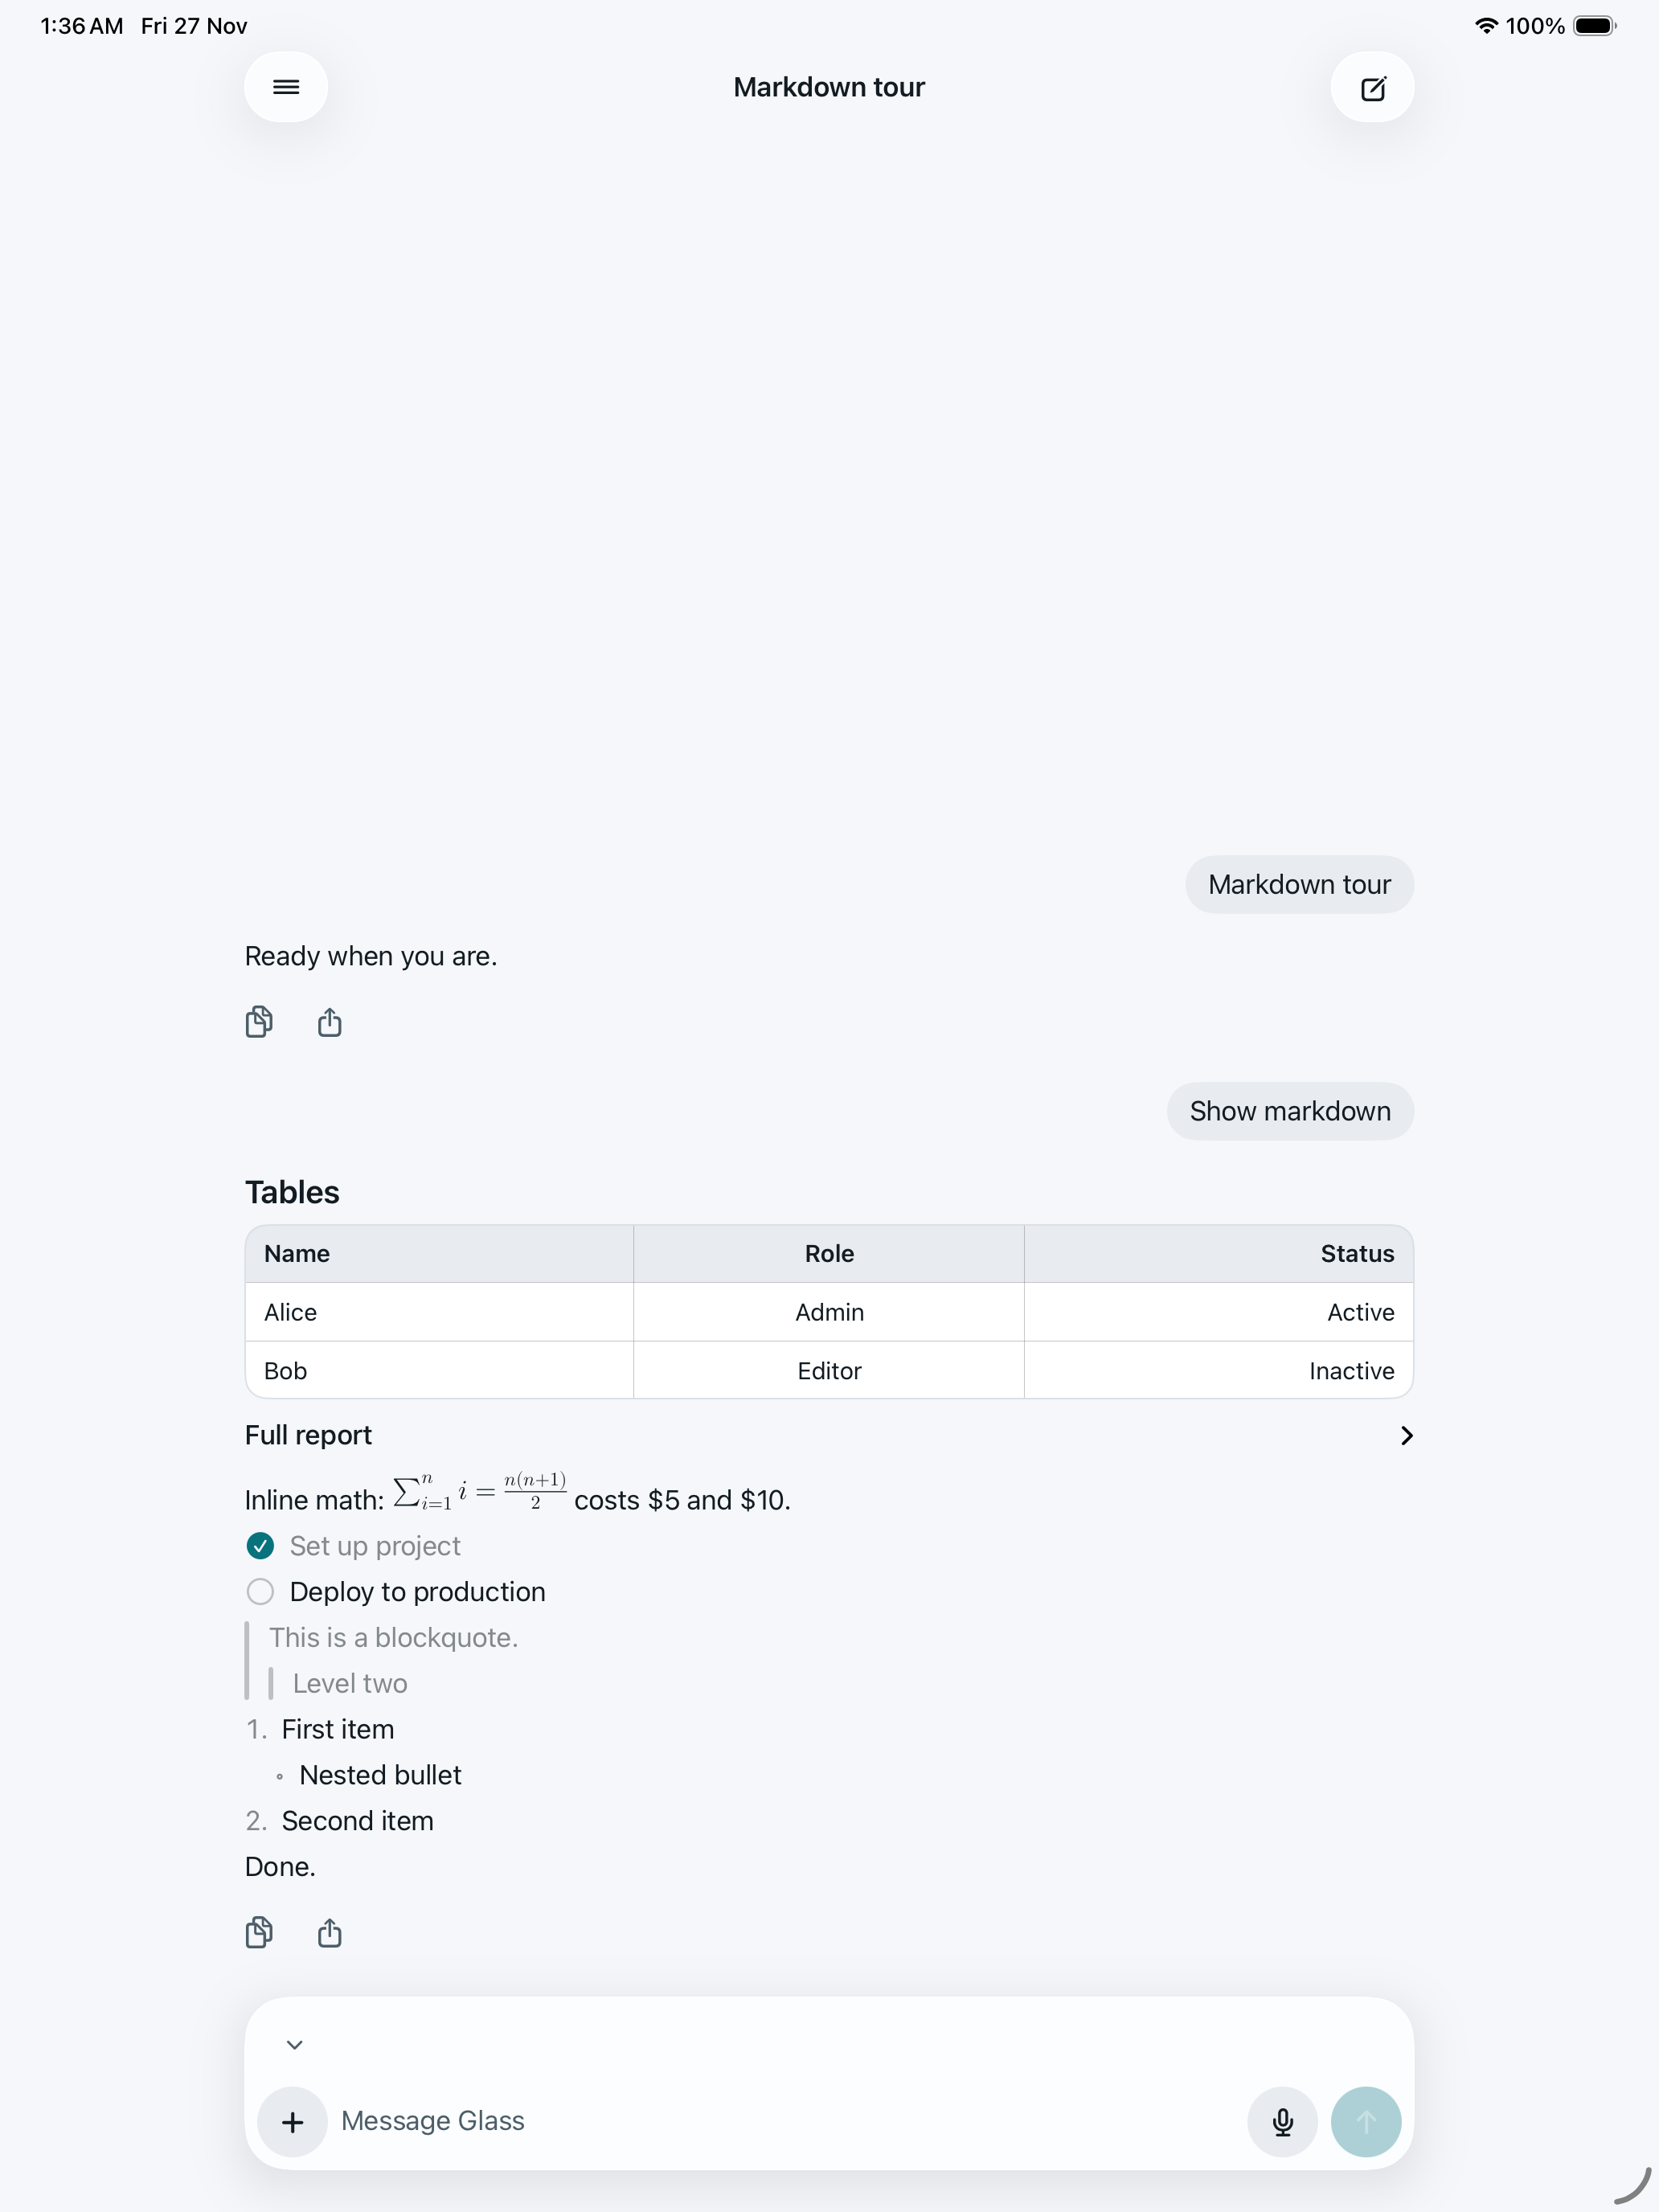 1:36 AM Fri 27 Nov
100%
Markdown tour
Markdown tour
Ready when you are.
Show markdown
Tables
Name Role Status
Alice Admin Active
Bob Editor Inactive
Full report
Inline math: ∑ⁿᵢ₌₁ i = n(n+1)/2 costs $5 and $10.
Set up project
Deploy to production
This is a blockquote.
Level two
1. First item
◦ Nested bullet
2. Second item
Done.
Message Glass